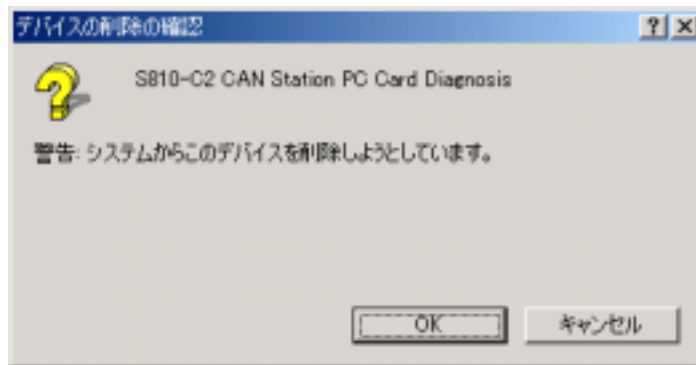 デバイスの削除の確認
S810-C2 CAN Station PC Card Diagnosis
警告: システムからこのデバイスを削除しようとしています。
OK
キャンセル